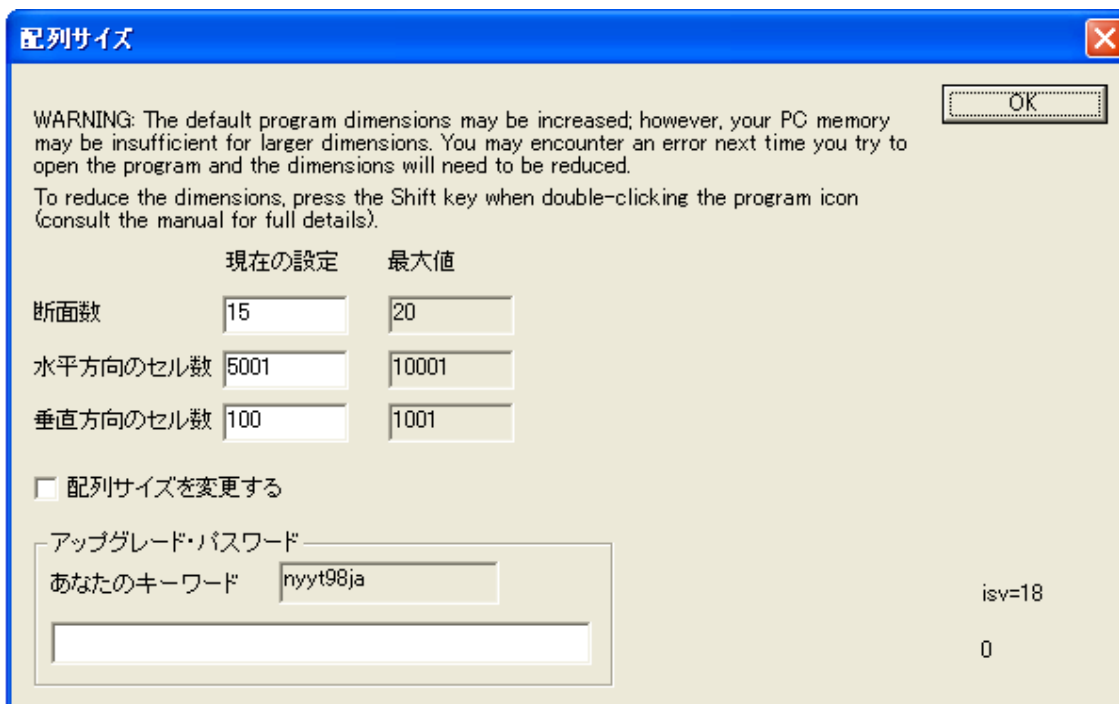 配列サイズ
OK
WARNING: The default program dimensions may be increased; however, your PC memory
may be insufficient for larger dimensions. You may encounter an error next time you try to
open the program and the dimensions will need to be reduced.
To reduce the dimensions, press the Shift key when double-clicking the program icon
(consult the manual for full details).
現在の設定 最大値
断面数 15 20
水平方向のセル数 5001 10001
垂直方向のセル数 100 1001
配列サイズを変更する
アップグレード・パスワード
あなたのキーワード nyyt98ja
isv=18
0